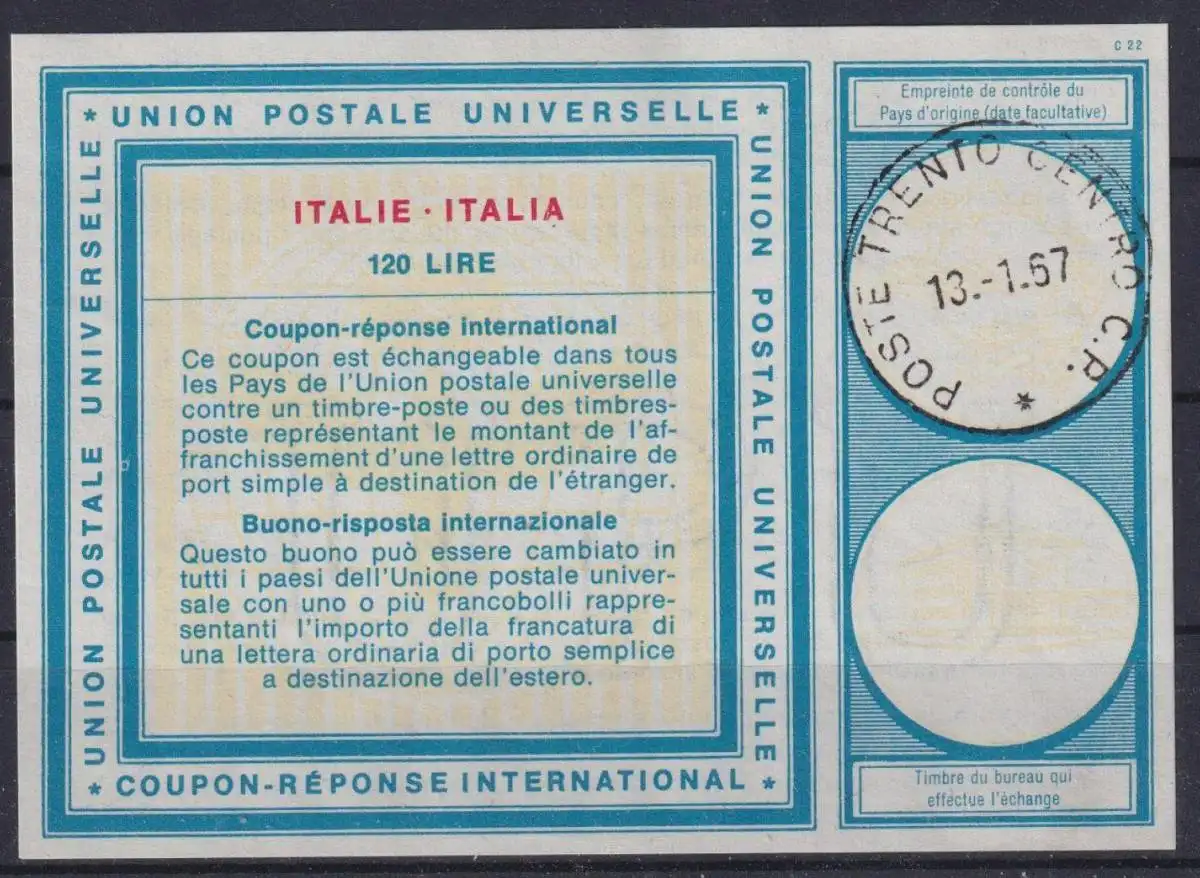 C 22
* UNION POSTALE UNIVERSELLE *
UNION POSTALE UNIVERSELLE
UNION POSTALE UNIVERSELLE
ITALIE · ITALIA
120 LIRE
Coupon-réponse international
Ce coupon est échangeable dans tous
les Pays de l'Union postale universelle
contre un timbre-poste ou des timbres-
poste représentant le montant de l'af-
franchissement d'une lettre ordinaire de
port simple à destination de l'étranger.
Buono-risposta internazionale
Questo buono può essere cambiato in
tutti i paesi dell'Unione postale univer-
sale con uno o più francobolli rappre-
sentanti l'importo della francatura di
una lettera ordinaria di porto semplice
a destinazione dell'estero.
* COUPON-RÉPONSE INTERNATIONAL *
Empreinte de contrôle du
Pays d'origine (date facultative)
POSTE TRENTO CENTRO C.P. *
13.-1.67
Timbre du bureau qui
effectue l'échange